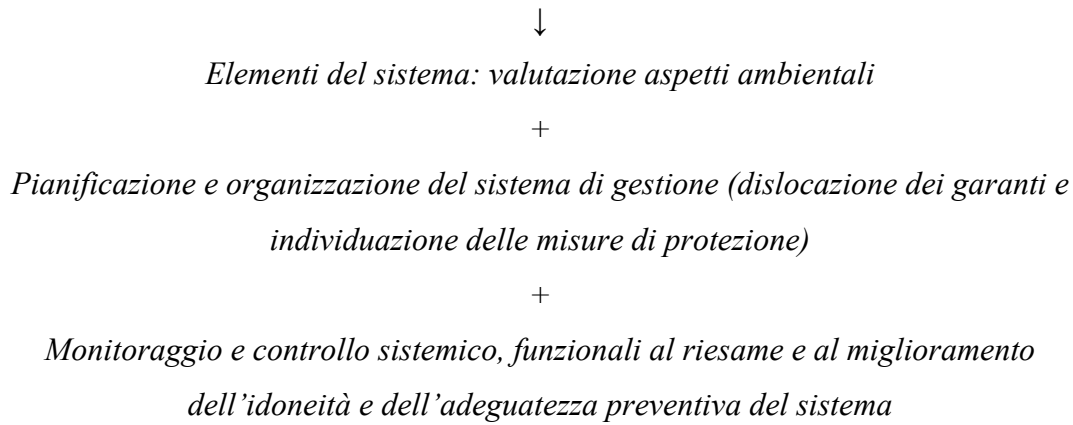 ↓
Elementi del sistema: valutazione aspetti ambientali
+
Pianificazione e organizzazione del sistema di gestione (dislocazione dei garanti e
individuazione delle misure di protezione)
+
Monitoraggio e controllo sistemico, funzionali al riesame e al miglioramento
dell’idoneità e dell’adeguatezza preventiva del sistema